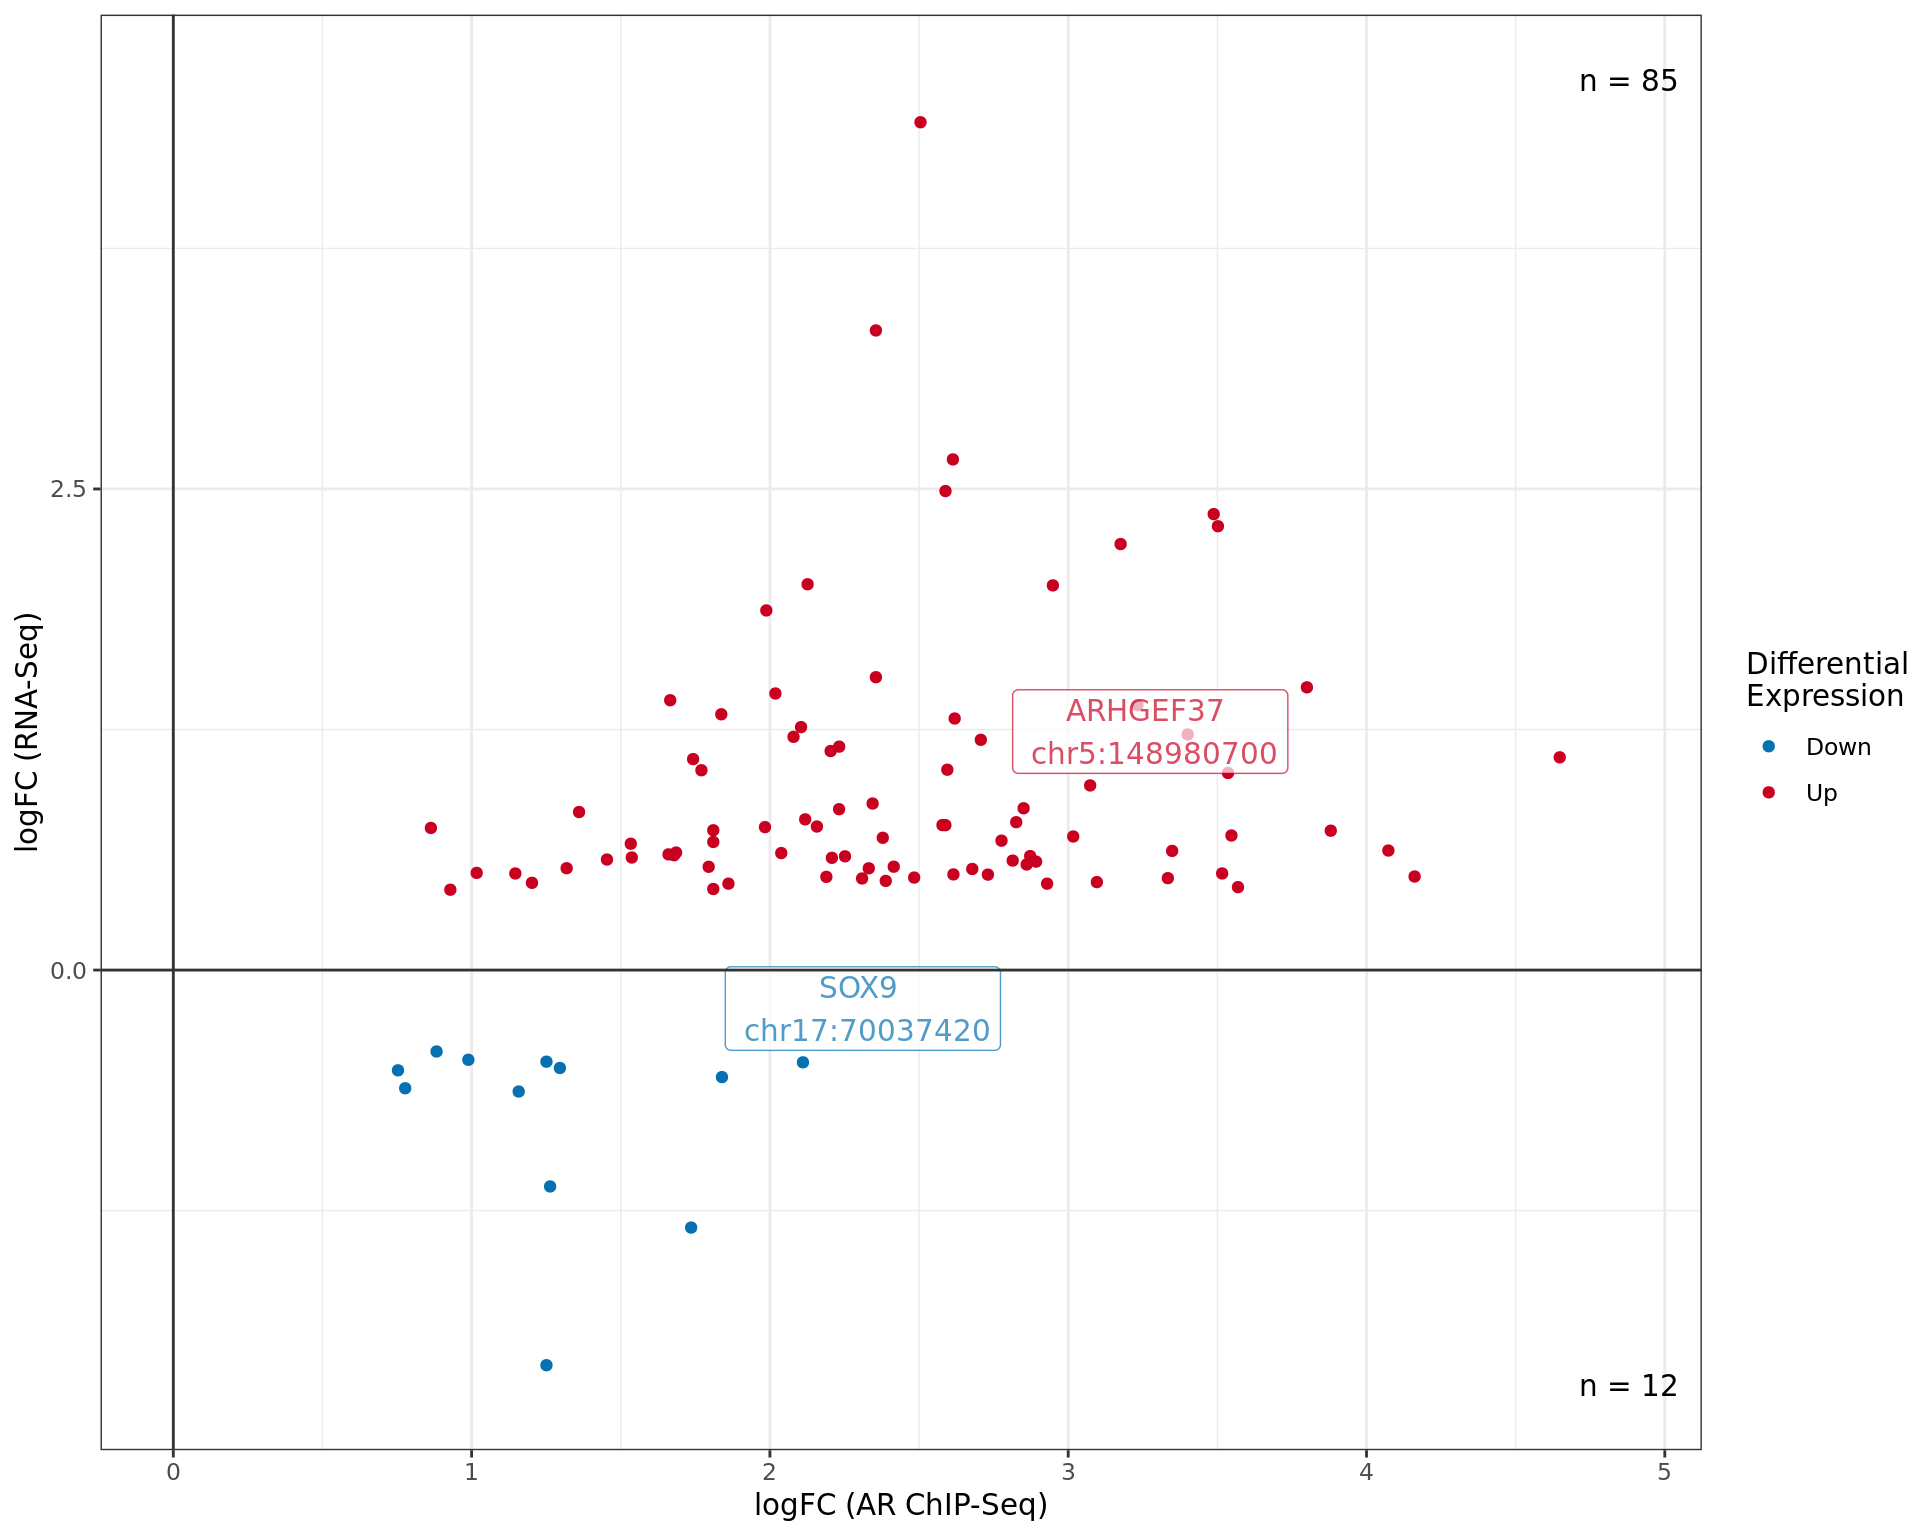 n = 85
2.5
0.0
logFC (RNA-Seq)
ARHGEF37
chr5:148980700
SOX9
chr17:70037420
n = 12
0 1 2 3 4 5
logFC (AR ChIP-Seq)
Differential
Expression
Down
Up